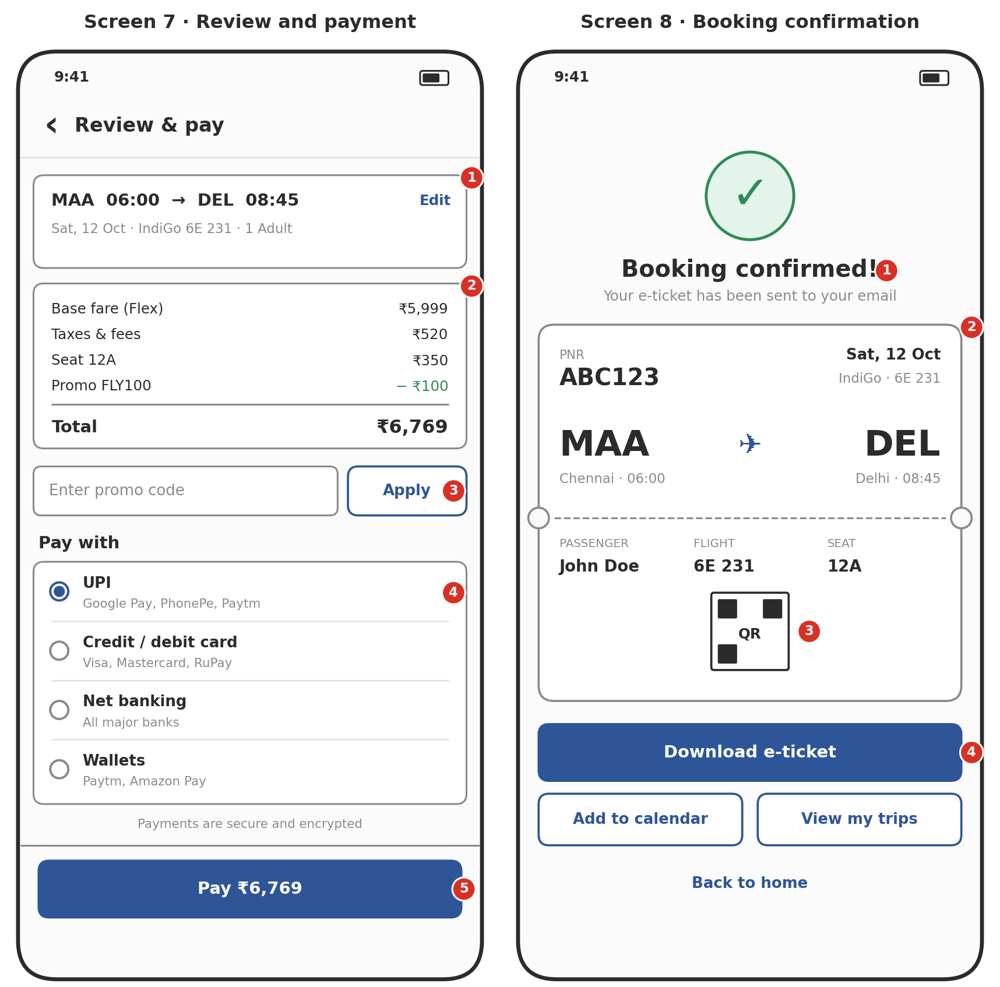 Screen 7 · Review and payment
9:41
‹ Review & pay
1
MAA 06:00 → DEL 08:45 Edit
Sat, 12 Oct · IndiGo 6E 231 · 1 Adult
2
Base fare (Flex) ₹5,999
Taxes & fees ₹520
Seat 12A ₹350
Promo FLY100 − ₹100
Total ₹6,769
Enter promo code Apply 3
Pay with
UPI
Google Pay, PhonePe, Paytm
4
Credit / debit card
Visa, Mastercard, RuPay
Net banking
All major banks
Wallets
Paytm, Amazon Pay
Payments are secure and encrypted
Pay ₹6,769 5
Screen 8 · Booking confirmation
9:41
✓
Booking confirmed! 1
Your e-ticket has been sent to your email
2
PNR Sat, 12 Oct
ABC123 IndiGo · 6E 231
MAA ✈ DEL
Chennai · 06:00 Delhi · 08:45
PASSENGER FLIGHT SEAT
John Doe 6E 231 12A
QR 3
Download e-ticket 4
Add to calendar View my trips
Back to home